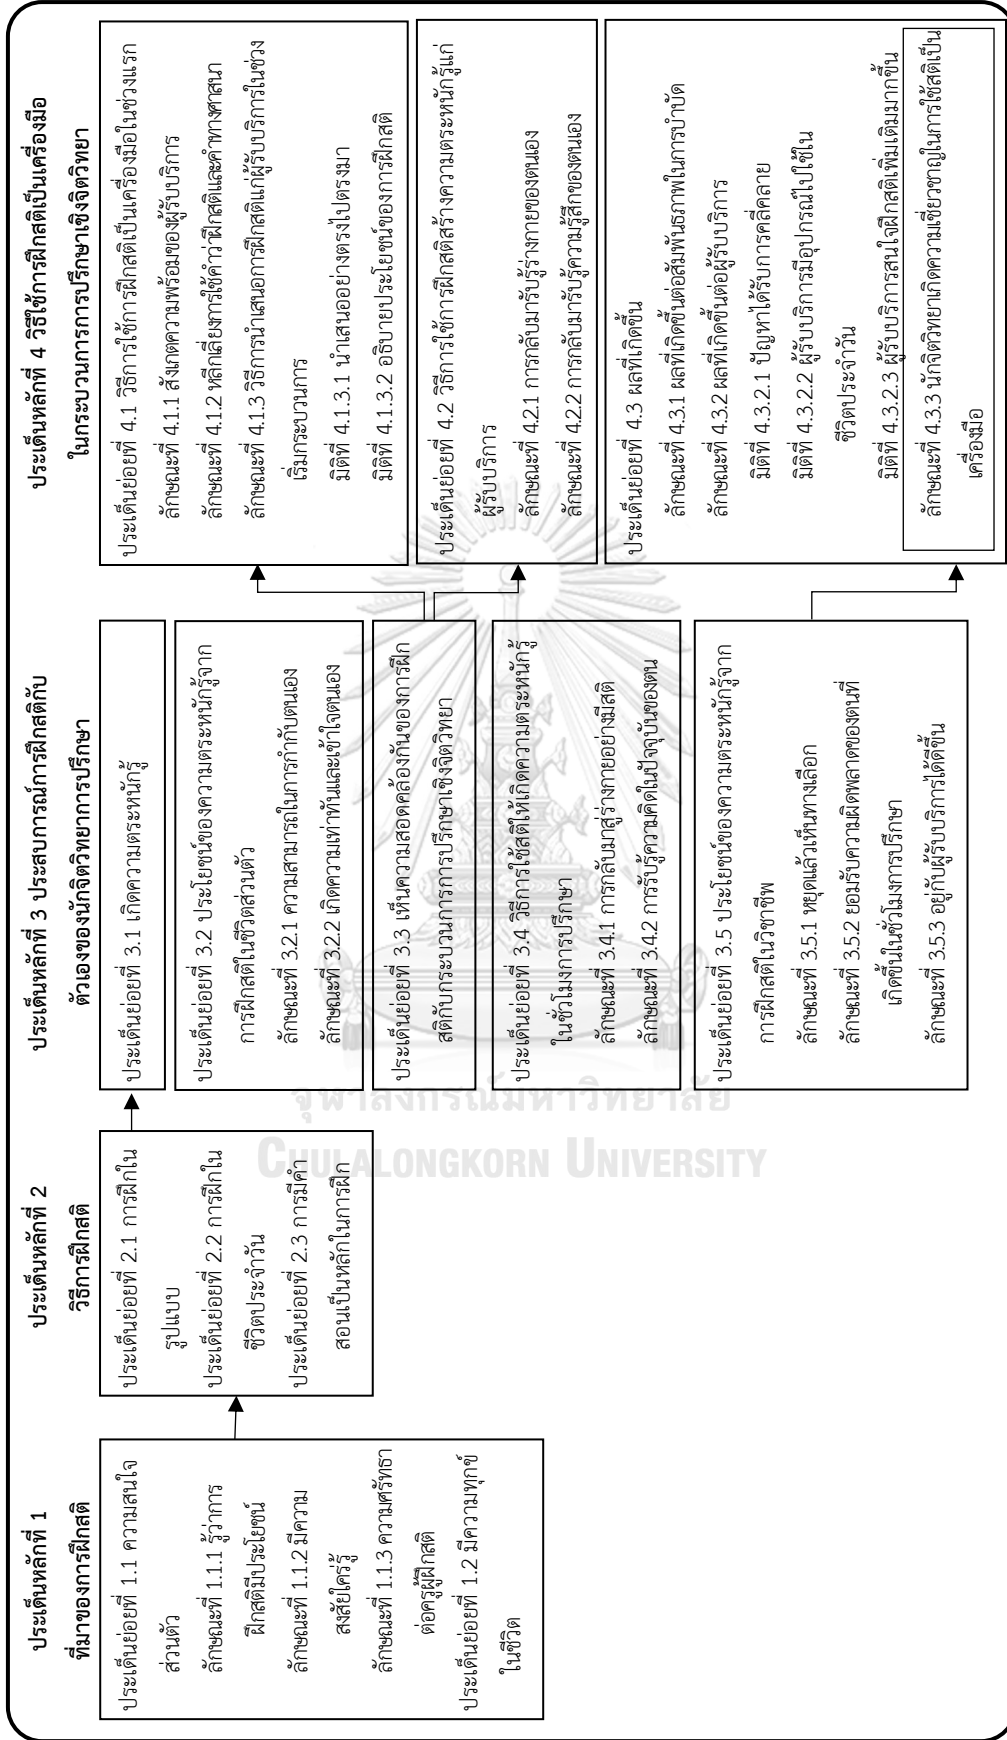 ประเด็นหลักที่ 1
ที่มาของการฝึกสติ
ประเด็นย่อยที่ 1.1 ความสนใจ
ส่วนตัว
ลักษณะที่ 1.1.1 รู้ว่าการ
ฝึกสติมีประโยชน์
ลักษณะที่ 1.1.2 มีความ
สงสัยใคร่รู้
ลักษณะที่ 1.1.3 ความศรัทธา
ต่อครูผู้ฝึกสติ
ประเด็นย่อยที่ 1.2 มีความทุกข์
ในชีวิต
ประเด็นหลักที่ 2
วิธีการฝึกสติ
ประเด็นย่อยที่ 2.1 การฝึกใน
รูปแบบ
ประเด็นย่อยที่ 2.2 การฝึกใน
ชีวิตประจำวัน
ประเด็นย่อยที่ 2.3 การมีคำ
สอนเป็นหลักในการฝึก
ประเด็นหลักที่ 3 ประสบการณ์การฝึกสติกับ
ตัวเองของนักจิตวิทยาการปรึกษา
ประเด็นย่อยที่ 3.1 เกิดความตระหนักรู้
ประเด็นย่อยที่ 3.2 ประโยชน์ของความตระหนักรู้จาก
การฝึกสติในชีวิตส่วนตัว
ลักษณะที่ 3.2.1 ความสามารถในการกำกับตนเอง
ลักษณะที่ 3.2.2 เกิดความเท่าทันและเข้าใจตนเอง
ประเด็นย่อยที่ 3.3 เห็นความสอดคล้องกันของการฝึก
สติกับกระบวนการการปรึกษาเชิงจิตวิทยา
ประเด็นย่อยที่ 3.4 วิธีการใช้สติให้เกิดความตระหนักรู้
ในชั่วโมงการปรึกษา
ลักษณะที่ 3.4.1 การกลับมาสู่ร่างกายอย่างมีสติ
ลักษณะที่ 3.4.2 การรับรู้ความคิดในปัจจุบันของตน
ประเด็นย่อยที่ 3.5 ประโยชน์ของความตระหนักรู้จาก
การฝึกสติในวิชาชีพ
ลักษณะที่ 3.5.1 หยุดแล้วเห็นทางเลือก
ลักษณะที่ 3.5.2 ยอมรับความผิดพลาดของตนที่
เกิดขึ้นในชั่วโมงการปรึกษา
ลักษณะที่ 3.5.3 อยู่กับผู้รับบริการได้ดีขึ้น
ประเด็นหลักที่ 4 วิธีใช้การฝึกสติเป็นเครื่องมือ
ในกระบวนการการปรึกษาเชิงจิตวิทยา
ประเด็นย่อยที่ 4.1 วิธีการใช้การฝึกสติเป็นเครื่องมือในช่วงแรก
ลักษณะที่ 4.1.1 สังเกตความพร้อมของผู้รับบริการ
ลักษณะที่ 4.1.2 หลีกเลี่ยงการใช้คำว่าฝึกสติและคำทางศาสนา
ลักษณะที่ 4.1.3 วิธีการนำเสนอการฝึกสติแก่ผู้รับบริการในช่วง
เริ่มกระบวนการ
มิติที่ 4.1.3.1 นำเสนออย่างตรงไปตรงมา
มิติที่ 4.1.3.2 อธิบายประโยชน์ของการฝึกสติ
ประเด็นย่อยที่ 4.2 วิธีการใช้การฝึกสติสร้างความตระหนักรู้แก่
ผู้รับบริการ
ลักษณะที่ 4.2.1 การกลับมารับรู้ร่างกายของตนเอง
ลักษณะที่ 4.2.2 การกลับมารับรู้ความรู้สึกของตนเอง
ประเด็นย่อยที่ 4.3 ผลที่เกิดขึ้น
ลักษณะที่ 4.3.1 ผลที่เกิดขึ้นต่อสัมพันธภาพในการบำบัด
ลักษณะที่ 4.3.2 ผลที่เกิดขึ้นต่อผู้รับบริการ
มิติที่ 4.3.2.1 ปัญหาได้รับการคลี่คลาย
มิติที่ 4.3.2.2 ผู้รับบริการมีอุปกรณ์ไปใช้ใน
ชีวิตประจำวัน
มิติที่ 4.3.2.3 ผู้รับบริการสนใจฝึกสติเพิ่มเติมมากขึ้น
ลักษณะที่ 4.3.3 นักจิตวิทยาเกิดความเชี่ยวชาญในการใช้สติเป็น
เครื่องมือ
จุฬาลงกรณ์มหาวิทยาลัย
CHULALONGKORN UNIVERSITY